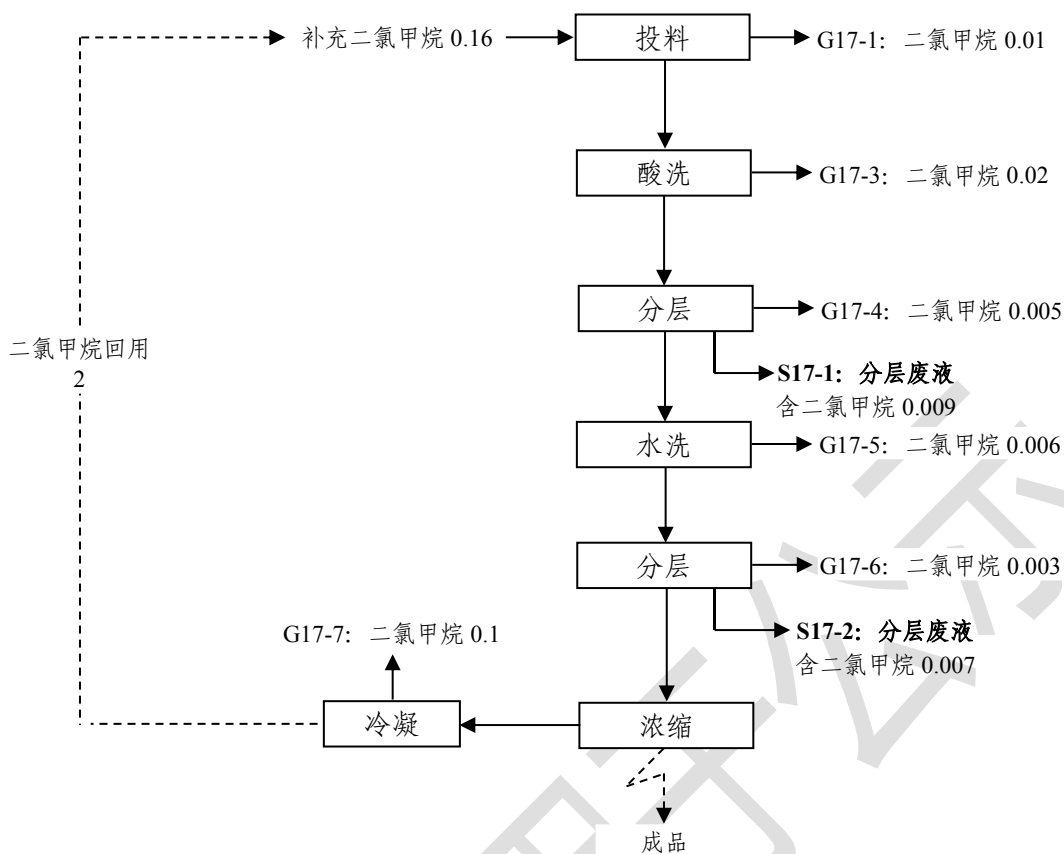 补充二氯甲烷 0.16
投料
G17-1：二氯甲烷 0.01
酸洗
G17-3：二氯甲烷 0.02
分层
G17-4：二氯甲烷 0.005
二氯甲烷回用
2
S17-1：分层废液
含二氯甲烷 0.009
水洗
G17-5：二氯甲烷 0.006
分层
G17-6：二氯甲烷 0.003
G17-7：二氯甲烷 0.1
S17-2：分层废液
含二氯甲烷 0.007
冷凝
浓缩
成品
公示
于